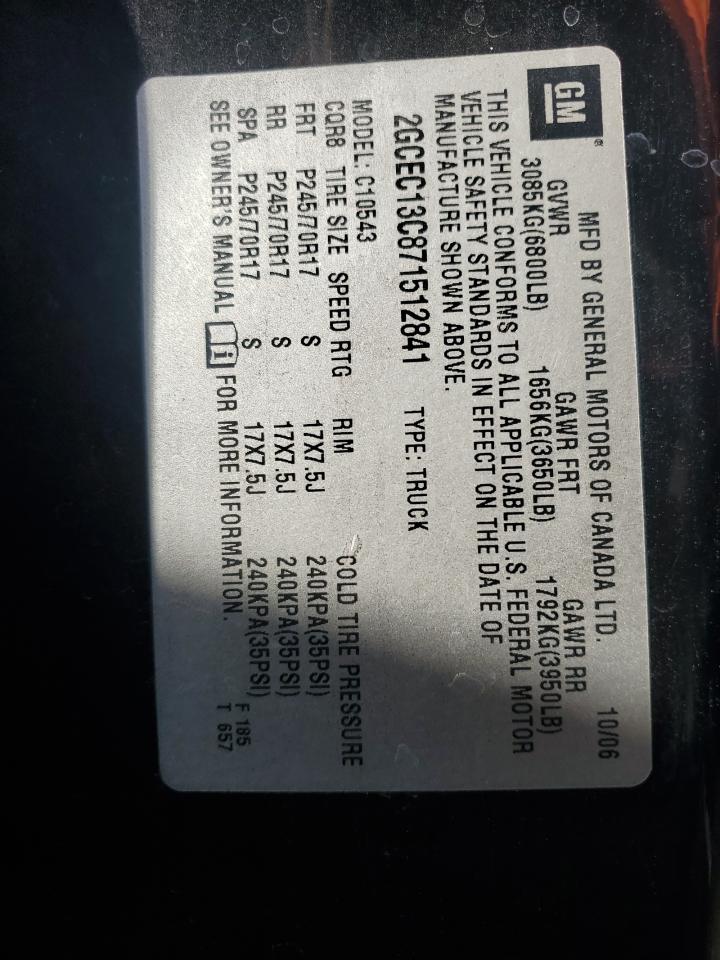 GM®
MFD BY GENERAL MOTORS OF CANADA LTD. 10/06
GVWR GAWR FRT GAWR RR
3085KG(6800LB) 1656KG(3650LB) 1792KG(3950LB)
THIS VEHICLE CONFORMS TO ALL APPLICABLE U.S. FEDERAL MOTOR
VEHICLE SAFETY STANDARDS IN EFFECT ON THE DATE OF
MANUFACTURE SHOWN ABOVE.
2GCEC13C871512841 TYPE: TRUCK
MODEL: C10543
CQR8 TIRE SIZE SPEED RTG RIM COLD TIRE PRESSURE
FRT P245/70R17 S 17X7.5J 240KPA(35PSI)
RR P245/70R17 S 17X7.5J 240KPA(35PSI)
SPA P245/70R17 S 17X7.5J 240KPA(35PSI)
SEE OWNER'S MANUAL i FOR MORE INFORMATION.
F 185
T 657